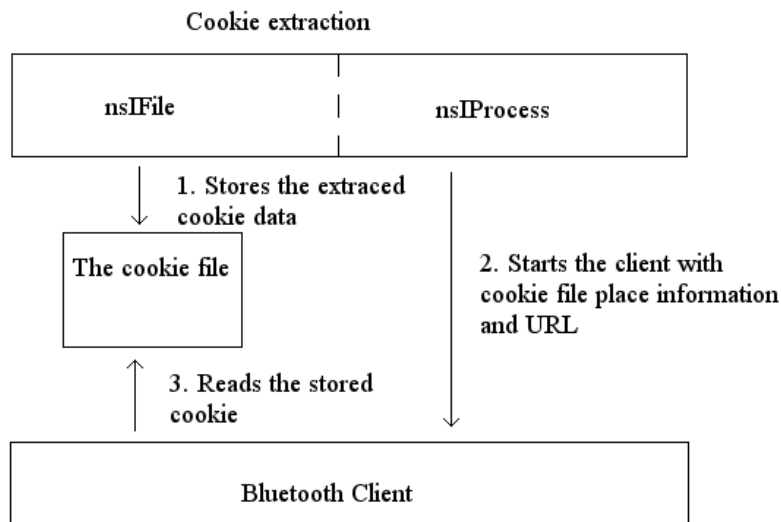 Cookie extraction
nsIFile
nsIProcess
1. Stores the extraced
cookie data
The cookie file
2. Starts the client with
cookie file place information
and URL
3. Reads the stored
cookie
Bluetooth Client